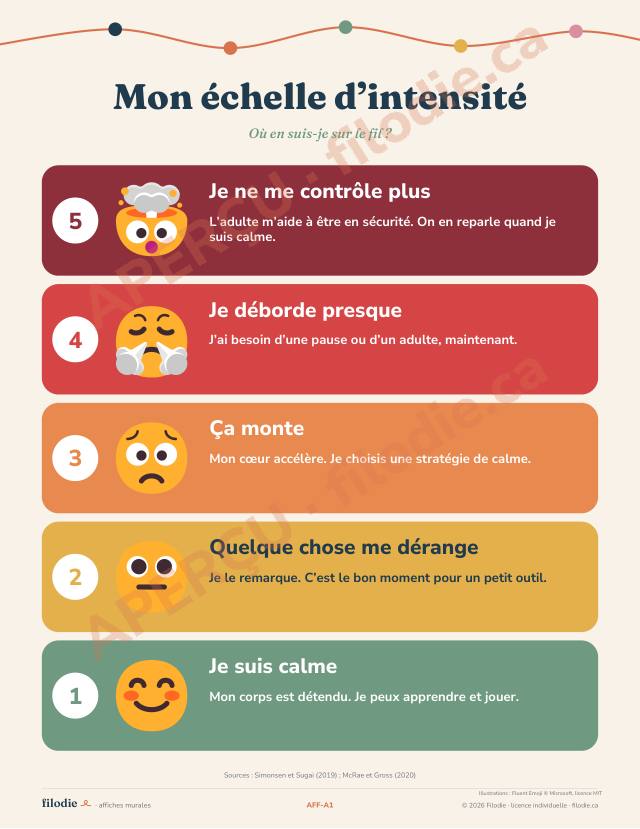 Mon échelle d'intensité
Où en suis-je sur le fil ?
5
Je ne me contrôle plus
L'adulte m'aide à être en sécurité. On en reparle quand je
suis calme.
4
Je déborde presque
J'ai besoin d'une pause ou d'un adulte, maintenant.
3
Ça monte
Mon cœur accélère. Je choisis une stratégie de calme.
2
Quelque chose me dérange
Je le remarque. C'est le bon moment pour un petit outil.
1
Je suis calme
Mon corps est détendu. Je peux apprendre et jouer.
APERÇU · filodie.ca
APERÇU · filodie.ca
Sources : Simonsen et Sugai (2019) ; McRae et Gross (2020)
Illustrations : Fluent Emoji © Microsoft, licence MIT
filodie · affiches murales
AFF-A1
© 2026 Filodie · licence individuelle · filodie.ca